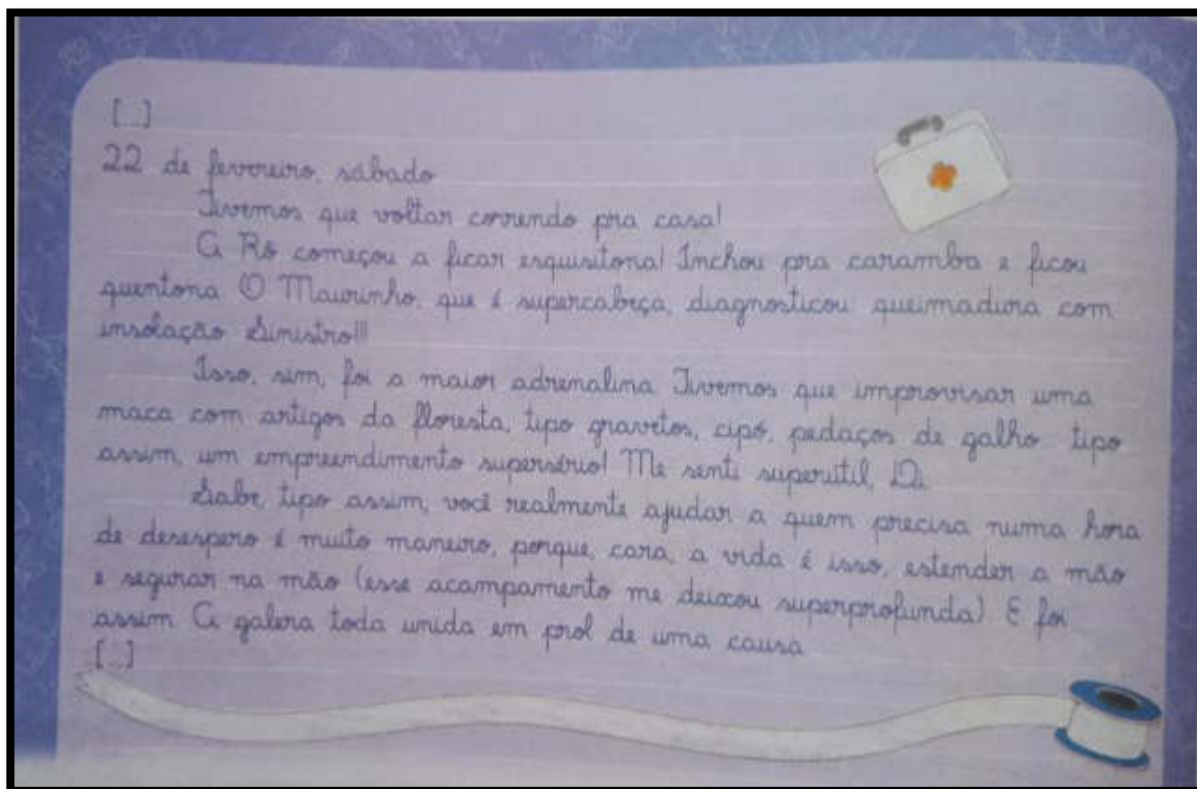 [...]
22 de fevereiro, sábado
Tivemos que voltar correndo pra casa!
A Rô começou a ficar esquisitona! Inchou pra caramba e ficou
quentona. O Maurinho, que é supercabeça, diagnosticou queimadura com
insolação. Sinistro!!!
Isso, sim, foi a maior adrenalina. Tivemos que improvisar uma
maca com artigos da floresta, tipo gravetos, cipó, pedaços de galho... tipo
assim, um empreendimento supersério! Me senti superútil, Di.
Sabe, tipo assim, você realmente ajudar a quem precisa numa hora
de desespero é muito maneiro, porque, cara, a vida é isso, estender a mão
e segurar na mão (esse acampamento me deixou superprofunda). E foi
assim. A galera toda unida em prol de uma causa.
[...]